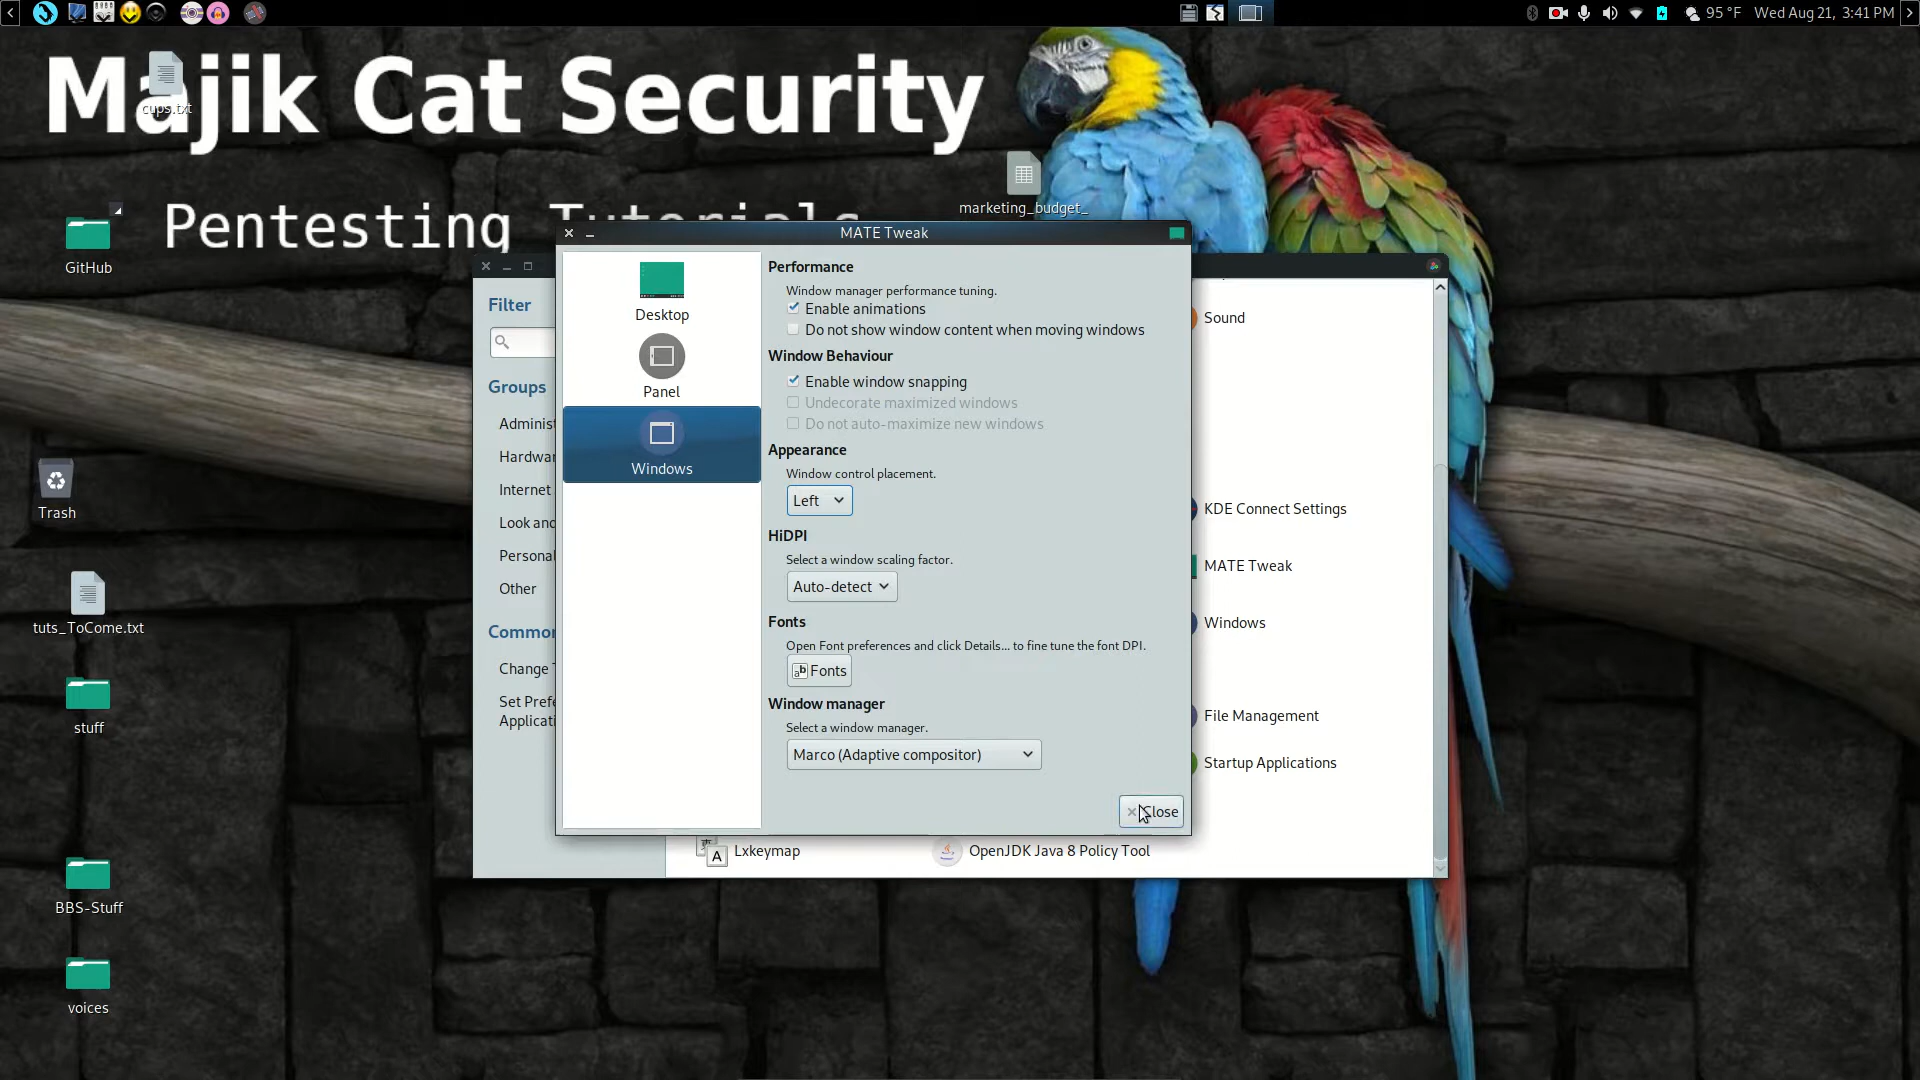 95 °F Wed Aug 21, 3:41 PM
Majik Cat Security
cups.txt
marketing_budget_
Pentesting Tutorials
GitHub
Trash
tuts_ToCome.txt
stuff
BBS-Stuff
voices
MATE Tweak
Desktop
Panel
Windows
Performance
Window manager performance tuning.
Enable animations
Do not show window content when moving windows
Window Behaviour
Enable window snapping
Undecorate maximized windows
Do not auto-maximize new windows
Appearance
Window control placement.
Left
HiDPI
Select a window scaling factor.
Auto-detect
Fonts
Open Font preferences and click Details... to fine tune the font DPI.
Fonts
Window manager
Select a window manager.
Marco (Adaptive compositor)
Close
Filter
Groups
Internet
Other
Change
Sound
KDE Connect Settings
MATE Tweak
Windows
File Management
Startup Applications
Lxkeymap
OpenJDK Java 8 Policy Tool